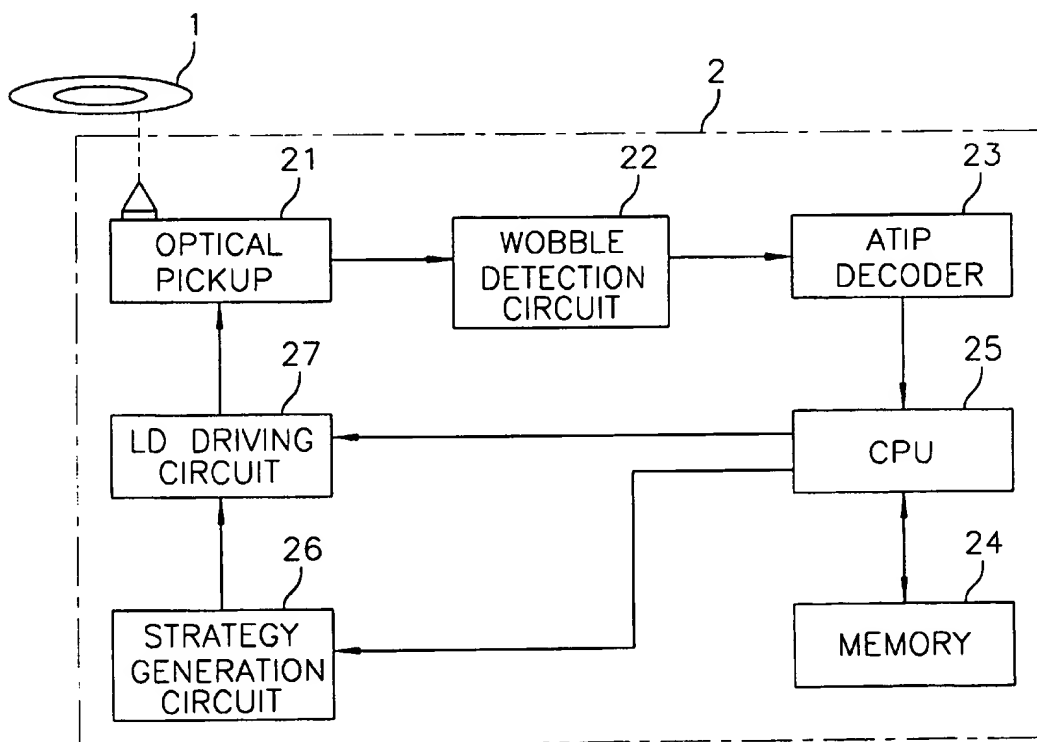 1
2
21
22
23
OPTICAL
PICKUP
WOBBLE
DETECTION
CIRCUIT
ATIP
DECODER
27
25
LD DRIVING
CIRCUIT
CPU
26
24
STRATEGY
GENERATION
CIRCUIT
MEMORY